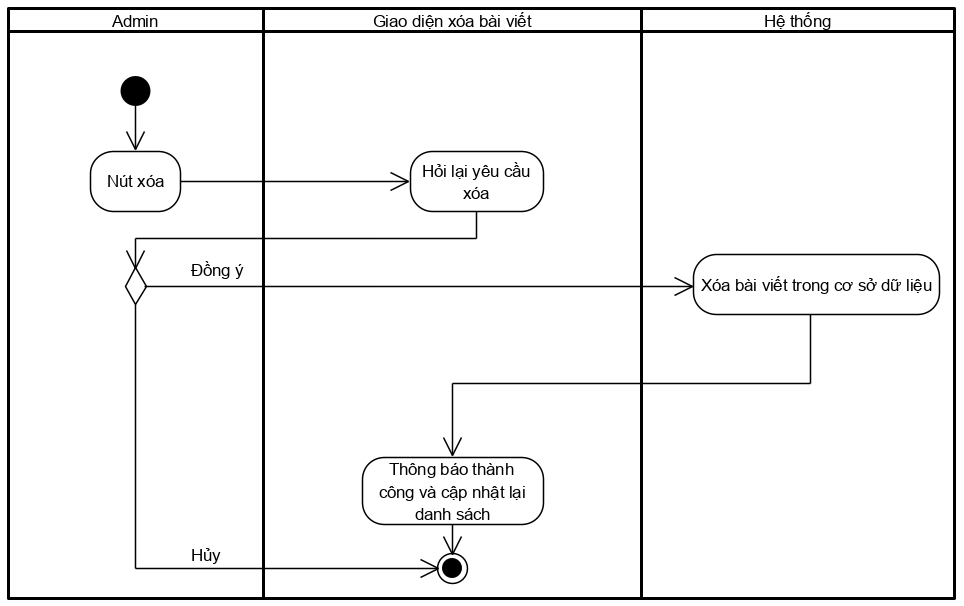 Admin
Giao diện xóa bài viết
Hệ thống
Nút xóa
Hỏi lại yêu cầu
xóa
Đồng ý
Xóa bài viết trong cơ sở dữ liệu
Thông báo thành
công và cập nhật lại
danh sách
Hủy